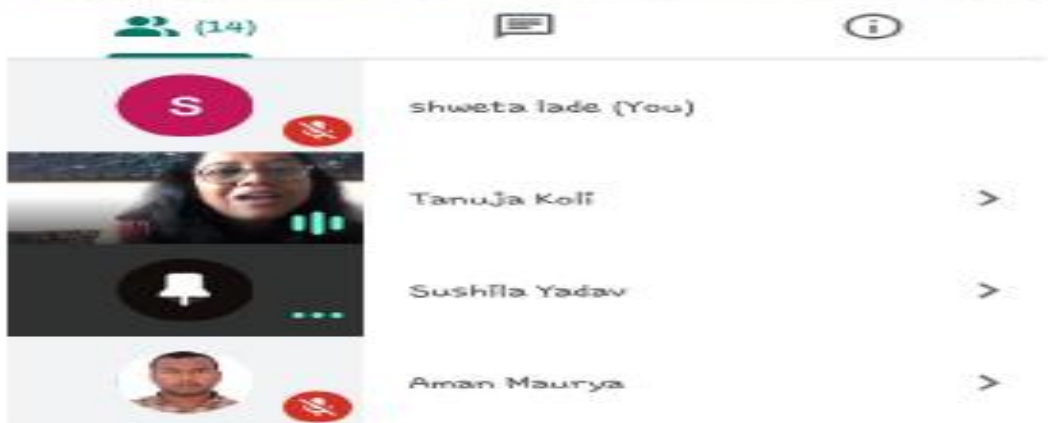 (14)
S
shweta lade (You)
Tanuja Koli
Sushila Yadav
Aman Maurya